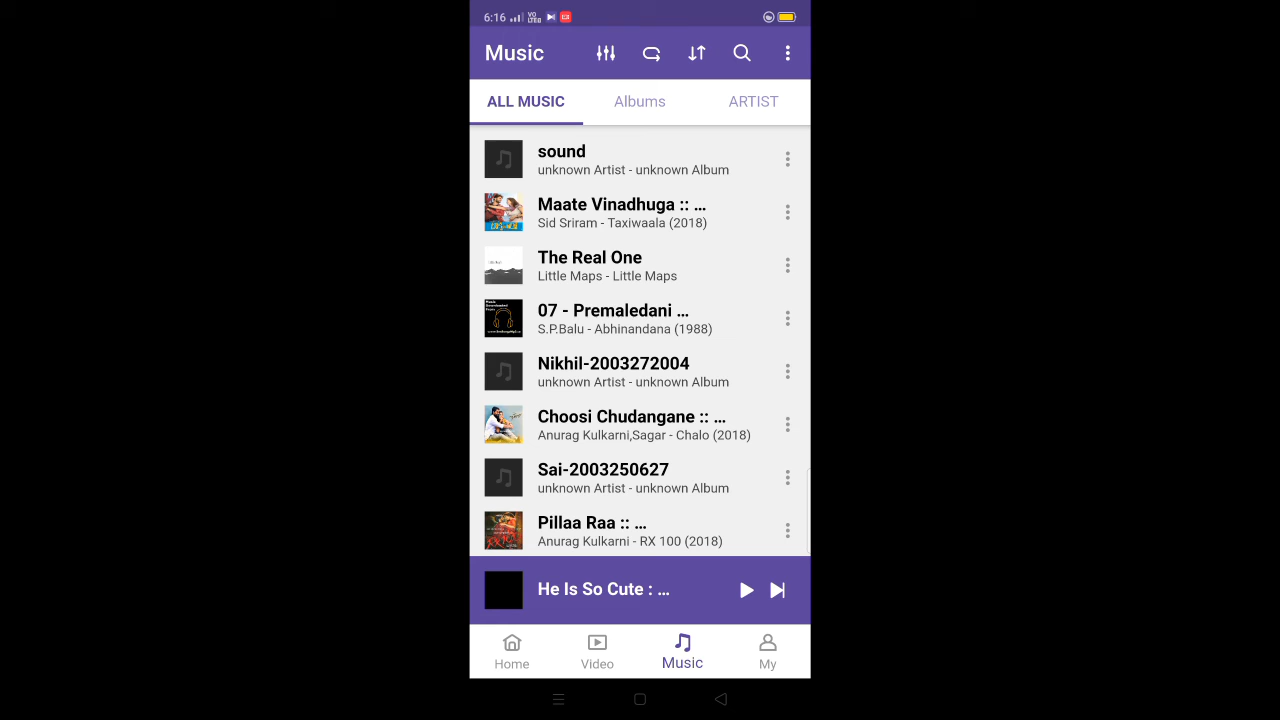 6:16 VO LTE
Music
ALL MUSIC Albums ARTIST
sound
unknown Artist - unknown Album
Maate Vinadhuga :: ...
Sid Sriram - Taxiwaala (2018)
The Real One
Little Maps - Little Maps
07 - Premaledani ...
S.P.Balu - Abhinandana (1988)
Nikhil-2003272004
unknown Artist - unknown Album
Choosi Chudangane :: ...
Anurag Kulkarni,Sagar - Chalo (2018)
Sai-2003250627
unknown Artist - unknown Album
Pillaa Raa :: ...
Anurag Kulkarni - RX 100 (2018)
He Is So Cute : ...
Home Video Music My